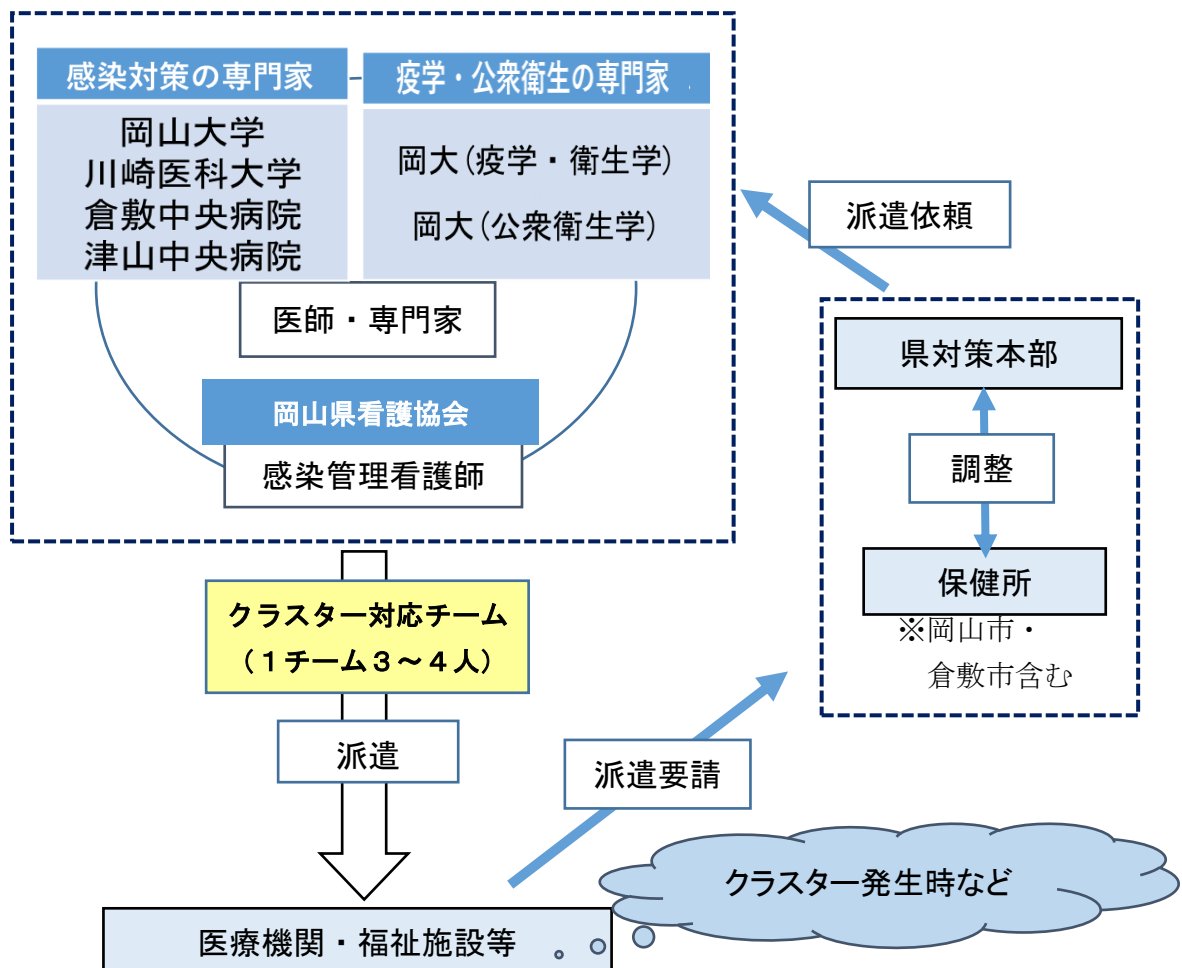 感染対策の専門家
疫学・公衆衛生の専門家
岡山大学
川崎医科大学
倉敷中央病院
津山中央病院
岡大(疫学・衛生学)
岡大(公衆衛生学)
医師・専門家
岡山県看護協会
感染管理看護師
派遣依頼
県対策本部
調整
保健所
※岡山市・
倉敷市含む
クラスター対応チーム
(1チーム3~4人)
派遣
派遣要請
クラスター発生時など
医療機関・福祉施設等